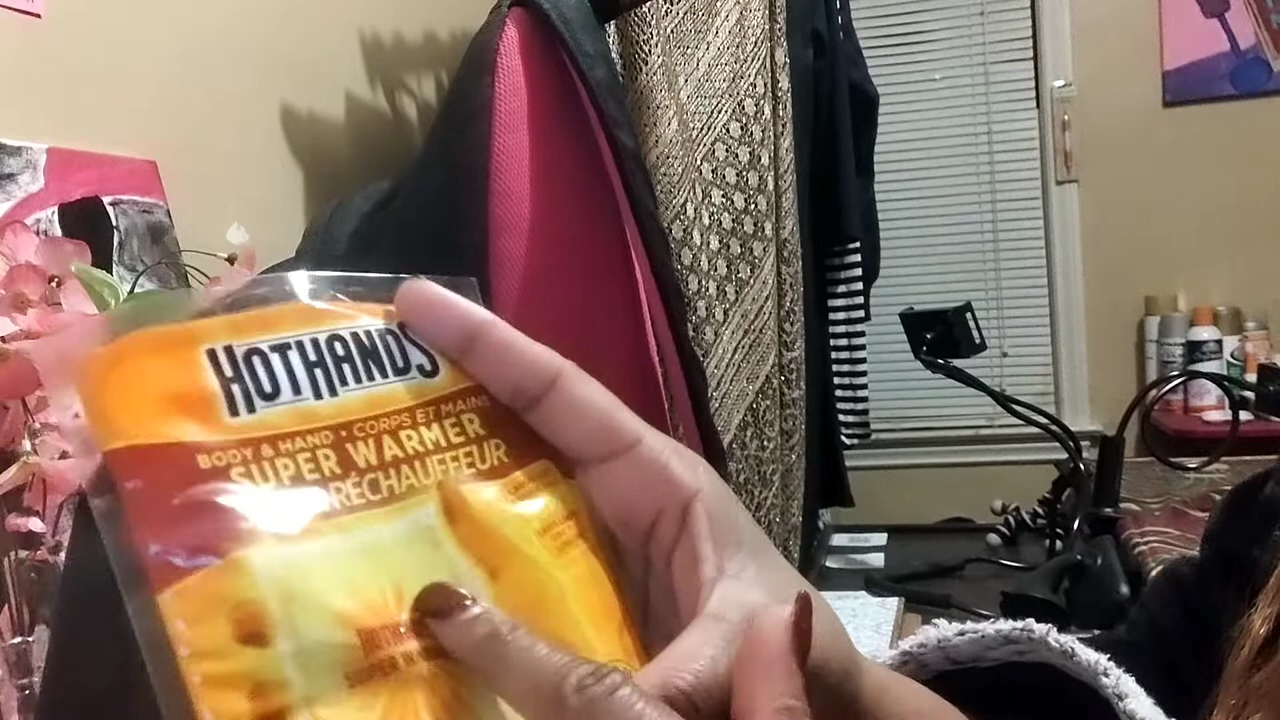 HOTHANDS
BODY & HAND • CORPS ET MAINS
SUPER WARMER
RÉCHAUFFEUR